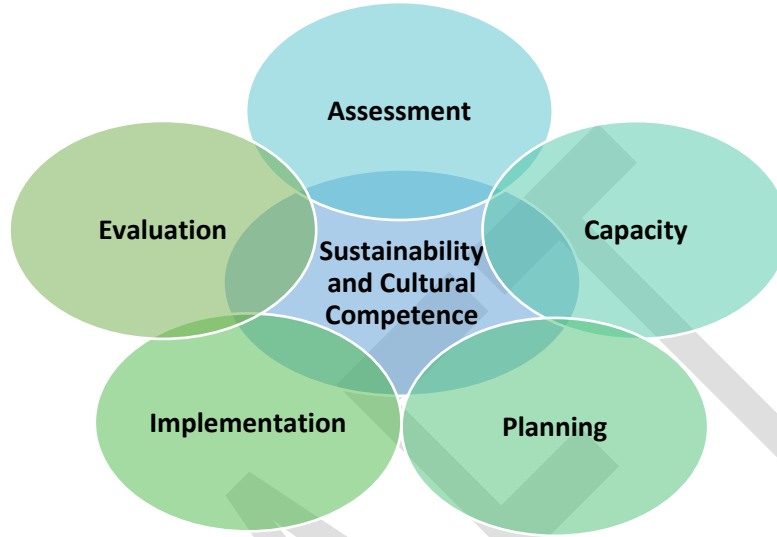 Assessment
Evaluation
Capacity
Sustainability
and Cultural
Competence
Implementation
Planning